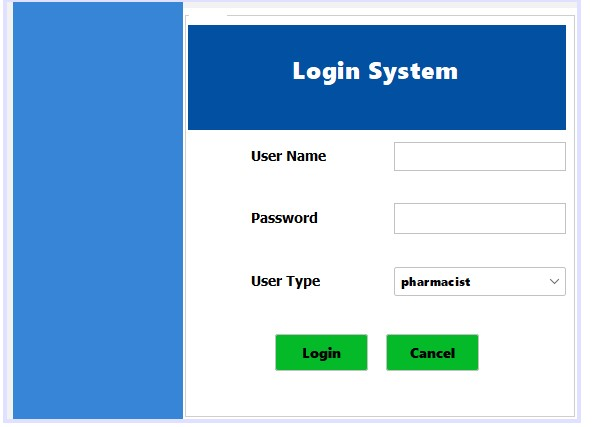 Login System
User Name
Password
User Type pharmacist
Login Cancel